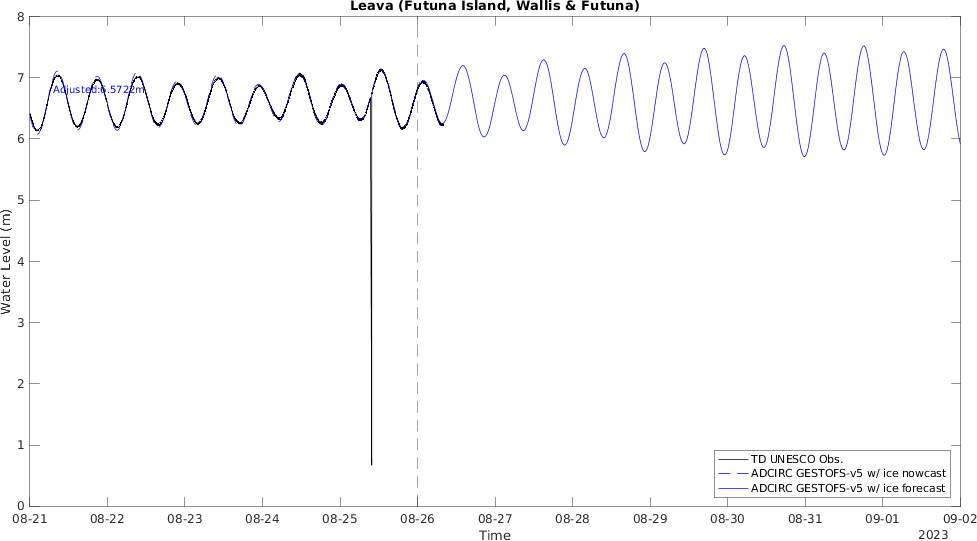 Leava (Futuna Island, Wallis & Futuna)
8
7
6
5
4
3
2
1
0
Water Level (m)
Adjusted:6.5722m
TD UNESCO Obs.
ADCIRC GESTOFS-v5 w/ ice nowcast
ADCIRC GESTOFS-v5 w/ ice forecast
08-21 08-22 08-23 08-24 08-25 08-26 08-27 08-28 08-29 08-30 08-31 09-01 09-02
Time
2023